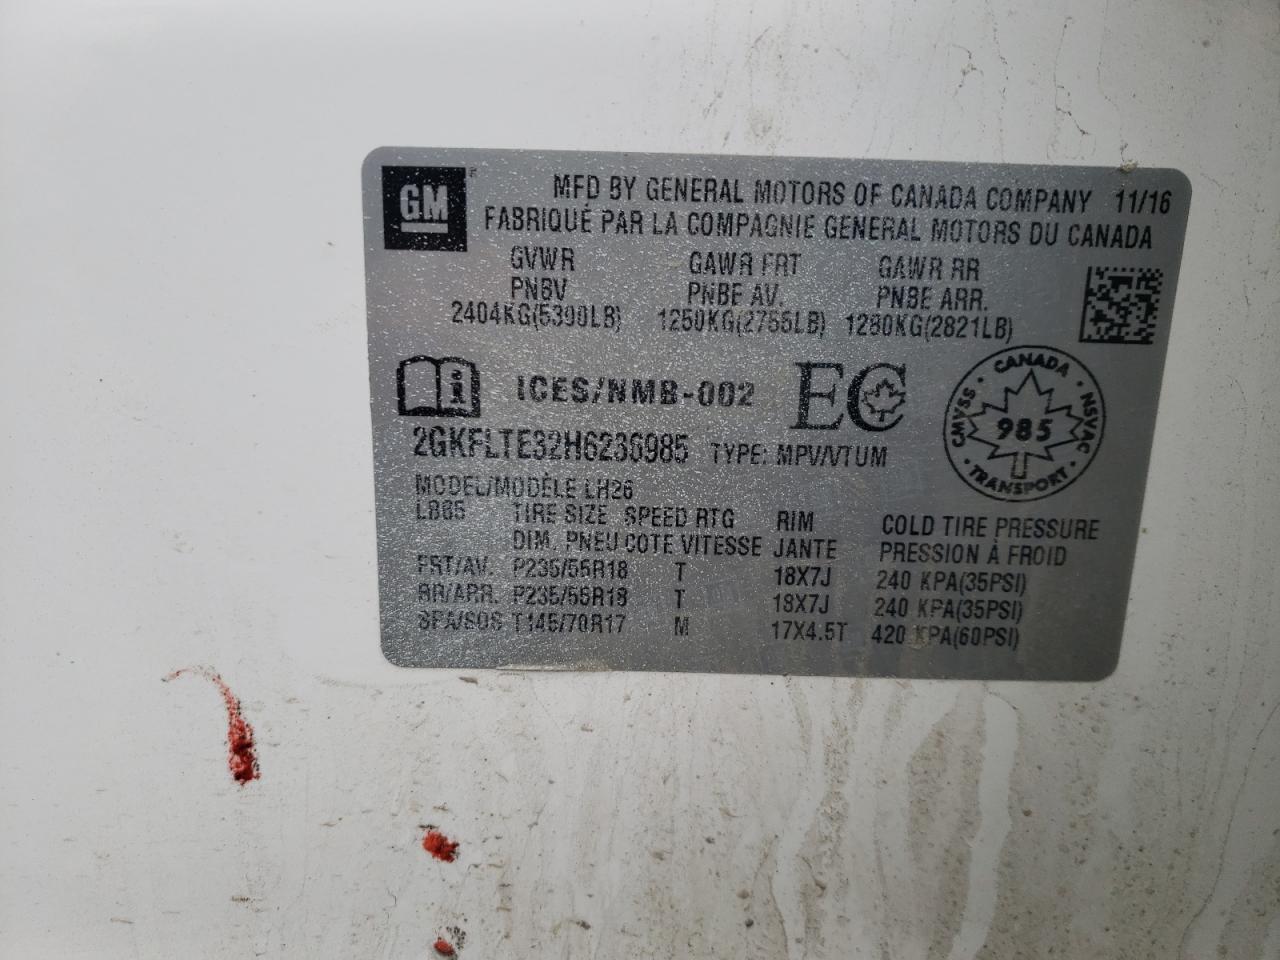 GM
MFD BY GENERAL MOTORS OF CANADA COMPANY 11/16
FABRIQUÉ PAR LA COMPAGNIE GENERAL MOTORS DU CANADA
GVWR GAWR FRT GAWR RR
PNBV PNBE AV. PNBE ARR.
2404KG(5300LB) 1250KG(2755LB) 1280KG(2821LB)
ICES/NMB-002 EC
CANADA
CMVSS 985 NSVAC
TRANSPORT
2GKFLTE32H6236985 TYPE: MPV/VTUM
MODEL/MODÈLE LH26
TIRE SIZE SPEED RTG RIM COLD TIRE PRESSURE
DIM. PNEU COTE VITESSE JANTE PRESSION À FROID
FRT/AV. P235/55R18 T 18X7J 240 KPA(35PSI)
RR/ARR. P235/55R18 T 18X7J 240 KPA(35PSI)
SPA/SOS T145/70R17 M 17X4.5T 420 KPA(60PSI)